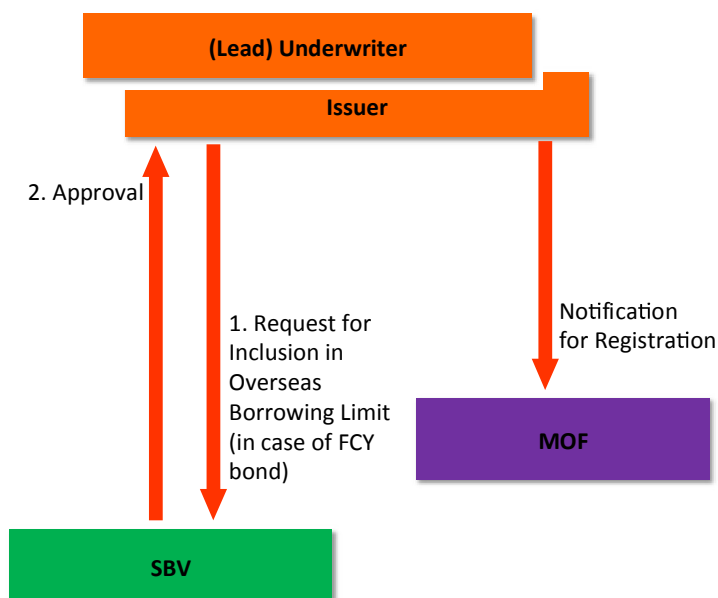 (Lead) Underwriter
Issuer
2. Approval
1. Request for
Inclusion in
Overseas
Borrowing Limit
(in case of FCY
bond)
Notification
for Registration
MOF
SBV